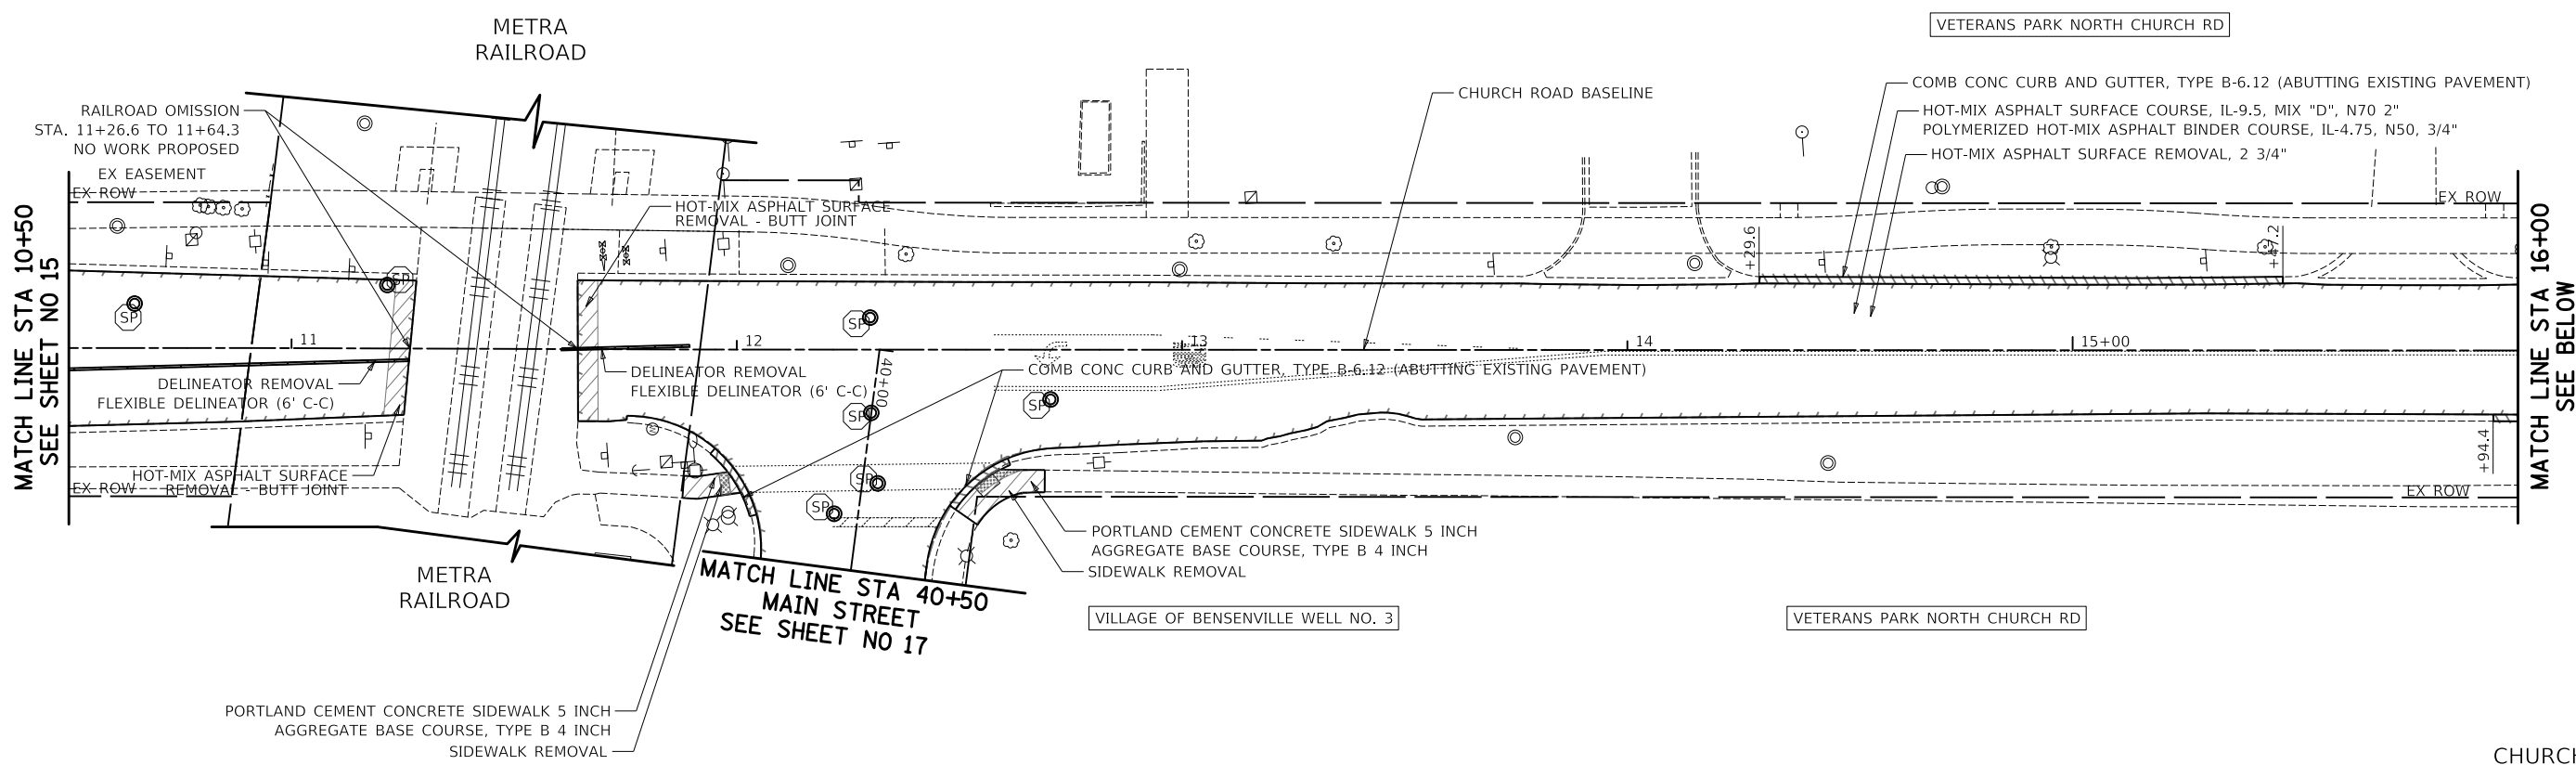 METRA
RAILROAD
VETERANS PARK NORTH CHURCH RD
RAILROAD OMISSION
STA. 11+26.6 TO 11+64.3
NO WORK PROPOSED
EX EASEMENT
EX ROW
CHURCH ROAD BASELINE
COMB CONC CURB AND GUTTER, TYPE B-6.12 (ABUTTING EXISTING PAVEMENT)
HOT-MIX ASPHALT SURFACE COURSE, IL-9.5, MIX "D", N70 2"
POLYMERIZED HOT-MIX ASPHALT BINDER COURSE, IL-4.75, N50, 3/4"
HOT-MIX ASPHALT SURFACE REMOVAL, 2 3/4"
EX ROW
HOT-MIX ASPHALT SURFACE
REMOVAL - BUTT JOINT
MATCH LINE STA 10+50
SEE SHEET NO 15
MATCH LINE STA 16+00
SEE BELOW
+29.6
+47.2
SP
SP
SP
11
12
13
14
15+00
40+00
DELINEATOR REMOVAL
FLEXIBLE DELINEATOR (6' C-C)
DELINEATOR REMOVAL
FLEXIBLE DELINEATOR (6' C-C)
COMB CONC CURB AND GUTTER, TYPE B-6.12 (ABUTTING EXISTING PAVEMENT)
SP
SP
W
+94.4
HOT-MIX ASPHALT SURFACE
REMOVAL - BUTT JOINT
EX ROW
SP
SP
EX ROW
PORTLAND CEMENT CONCRETE SIDEWALK 5 INCH
AGGREGATE BASE COURSE, TYPE B 4 INCH
SIDEWALK REMOVAL
METRA
RAILROAD
MATCH LINE STA 40+50
MAIN STREET
SEE SHEET NO 17
VILLAGE OF BENSENVILLE WELL NO. 3
VETERANS PARK NORTH CHURCH RD
PORTLAND CEMENT CONCRETE SIDEWALK 5 INCH
AGGREGATE BASE COURSE, TYPE B 4 INCH
SIDEWALK REMOVAL
CHURCH